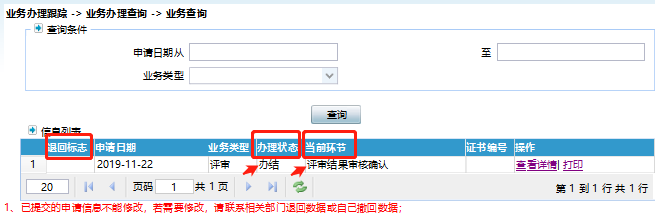 业务办理跟踪 -> 业务办理查询 -> 业务查询
查询条件
申请日期从 至
业务类型
查询
信息列表
退回标志 申请日期 业务类型 办理状态 当前环节 证书编号 操作
1 2019-11-22 评审 办结 评审结果审核确认 查看详情| 打印
20 页码 1 共 1 页 第 1 到 1 行 共 1 行
1、已提交的申请信息不能修改，若需要修改，请联系相关部门退回数据或自己撤回数据；